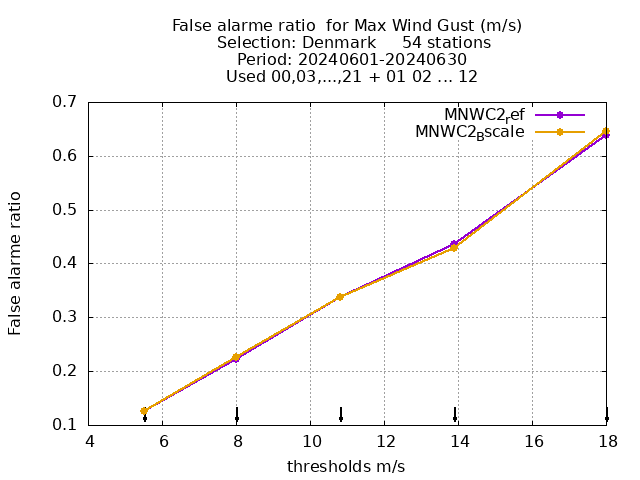 False alarme ratio  for Max Wind Gust (m/s)
Selection: Denmark     54 stations
Period: 20240601-20240630
Used 00,03,...,21 + 01 02 ... 12
MNWC2ref
MNWC2Bscale
False alarme ratio
0.7
0.6
0.5
0.4
0.3
0.2
0.1
4 6 8 10 12 14 16 18
thresholds m/s